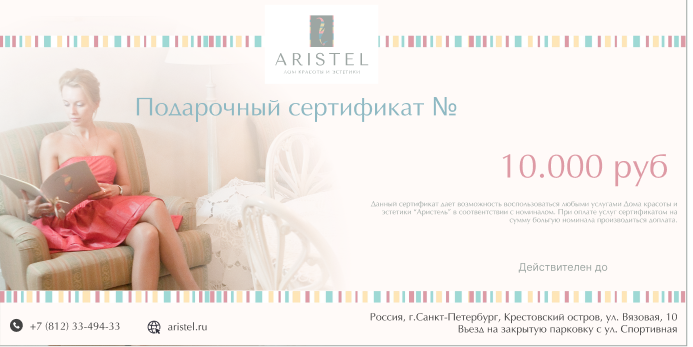 ARISTEL
ДОМ КРАСОТЫ И ЭСТЕТИКИ
Подарочный сертификат №
10.000 руб
Данный сертификат дает возможность воспользоваться любыми услугами Дома красоты и
эстетики "Аристель" в соответствии с номиналом. При оплате услуг сертификатом на
сумму больную номинала производиться доплата.
Действителен до
+7 (812) 33-494-33
aristel.ru
Россия, г.Санкт-Петербург, Крестовский остров, ул. Вязовая, 10
Въезд на закрытую парковку с ул. Спортивная